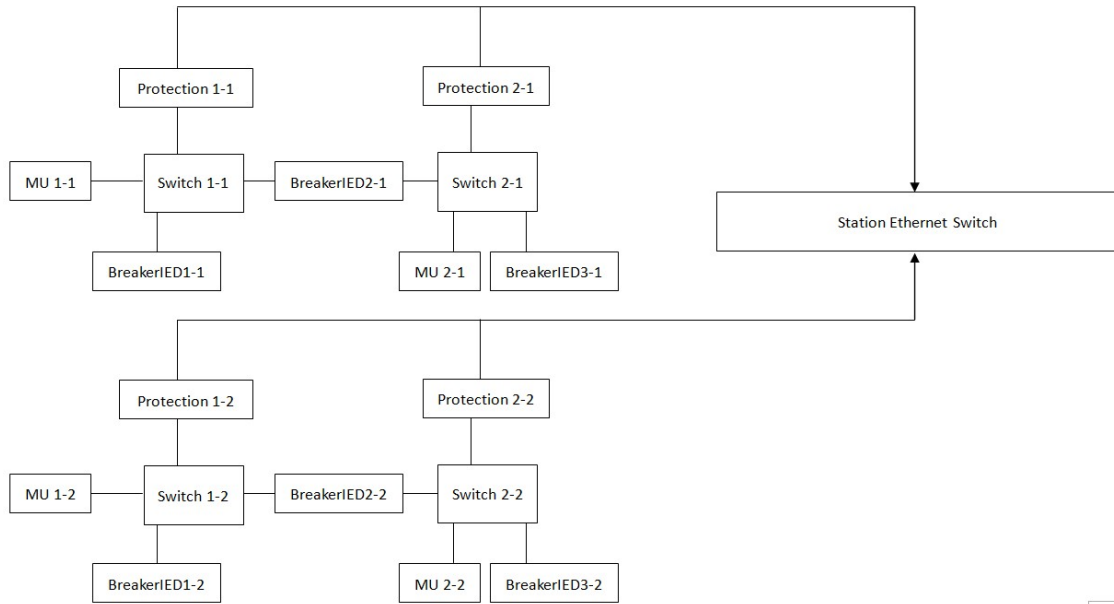 Protection 1-1
Protection 2-1
MU 1-1
Switch 1-1
BreakerIED2-1
Switch 2-1
Station Ethernet Switch
BreakerIED1-1
MU 2-1
BreakerIED3-1
Protection 1-2
Protection 2-2
MU 1-2
Switch 1-2
BreakerIED2-2
Switch 2-2
BreakerIED1-2
MU 2-2
BreakerIED3-2